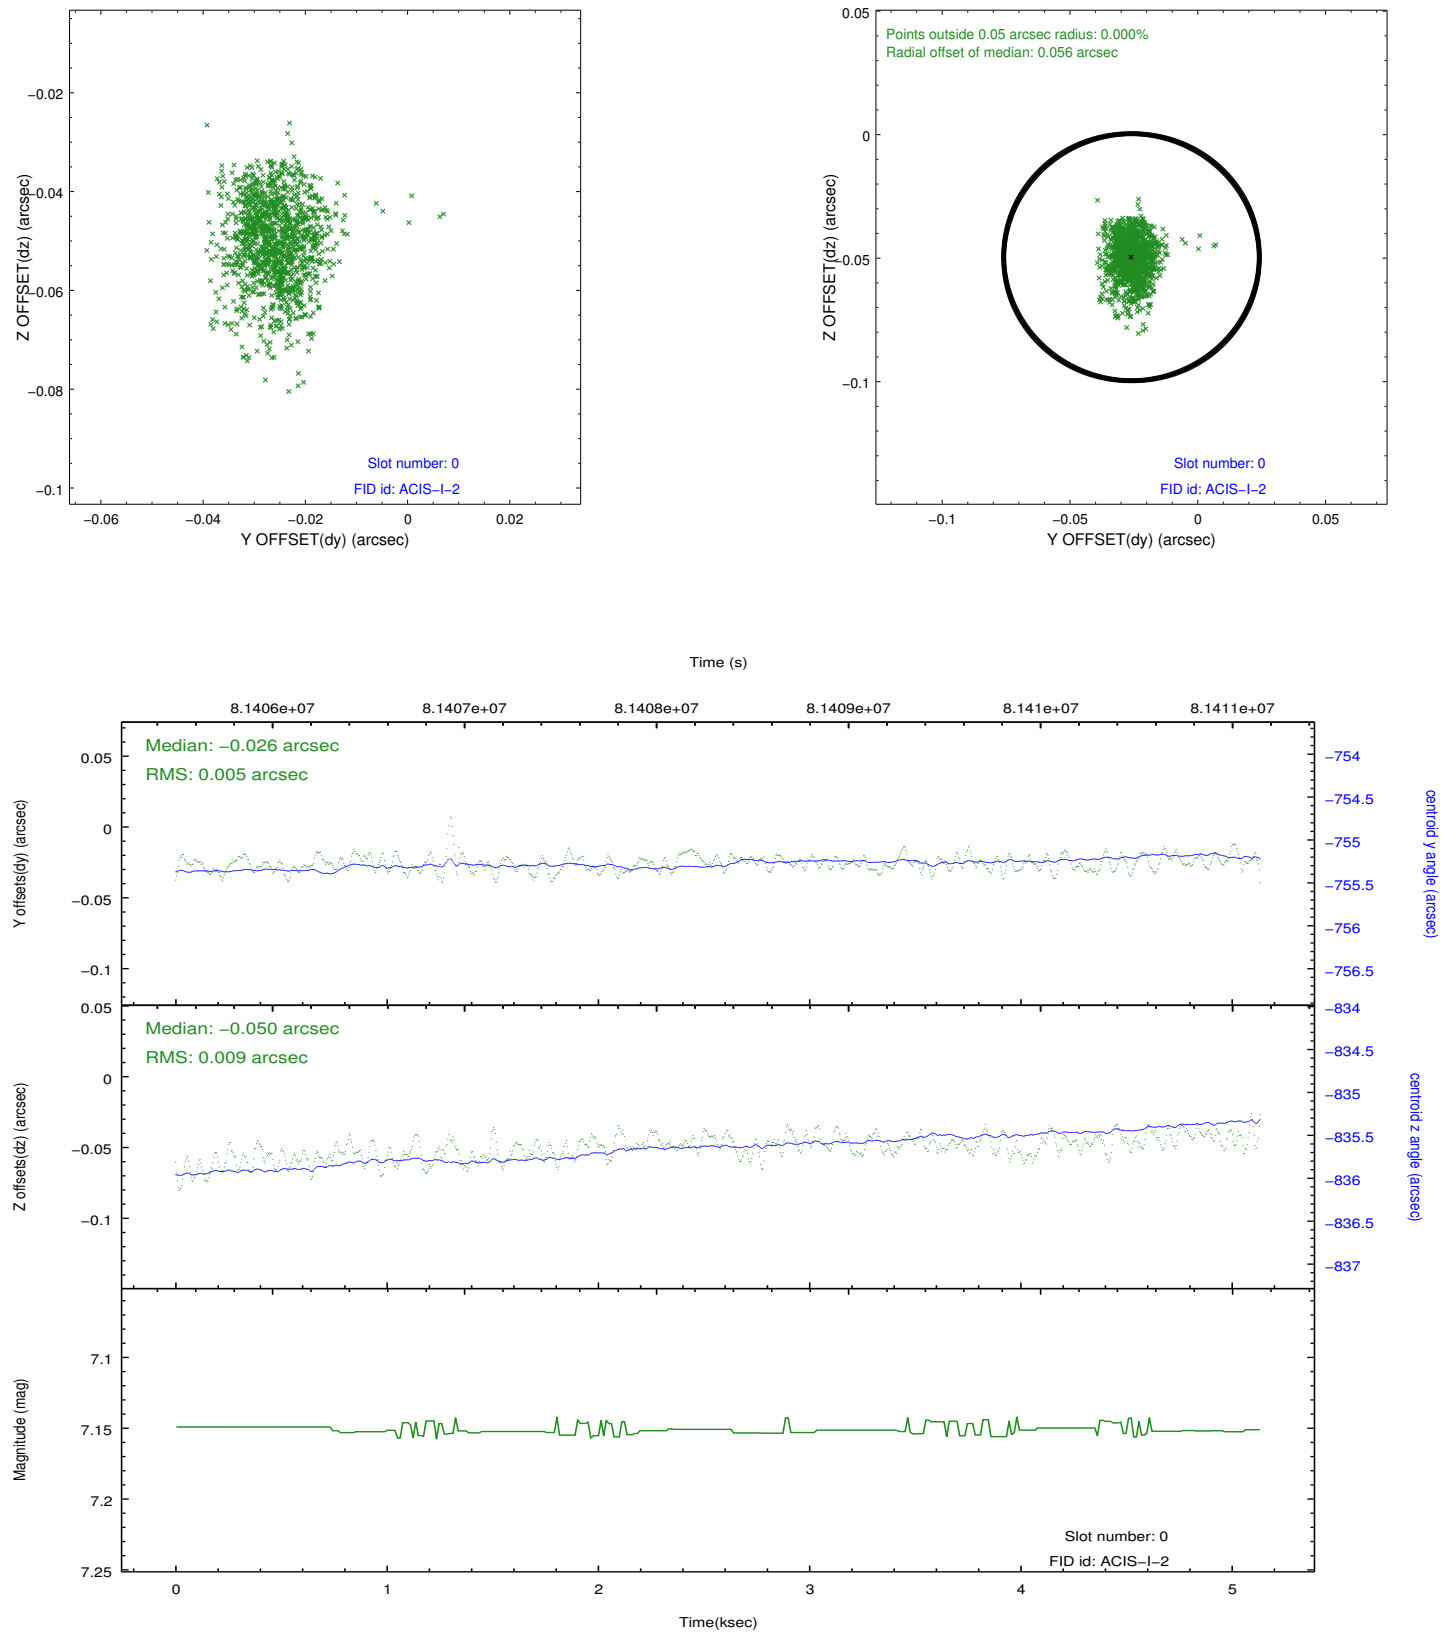 −0.02
−0.04
−0.06
−0.08
−0.1
Z OFFSET(dz) (arcsec)
Slot number: 0
FID id: ACIS−I−2
−0.06
−0.04
−0.02
0
0.02
Y OFFSET(dy) (arcsec)
0.05
0
−0.05
−0.1
Z OFFSET(dz) (arcsec)
Points outside 0.05 arcsec radius: 0.000%
Radial offset of median: 0.056 arcsec
Slot number: 0
FID id: ACIS−I−2
−0.1
−0.05
0
0.05
Y OFFSET(dy) (arcsec)
Time (s)
8.1406e+07
8.1407e+07
8.1408e+07
8.1409e+07
8.141e+07
8.1411e+07
Median: −0.026 arcsec
RMS: 0.005 arcsec
0.05
0
−0.05
−0.1
Y offsets(dy) (arcsec)
−754
−754.5
−755
−755.5
−756
−756.5
centroid y angle (arcsec)
Median: −0.050 arcsec
RMS: 0.009 arcsec
0.05
0
−0.05
−0.1
Z offsets(dz) (arcsec)
−834
−834.5
−835
−835.5
−836
−836.5
−837
centroid z angle (arcsec)
7.1
7.15
7.2
7.25
Magnitude (mag)
Slot number: 0
FID id: ACIS−I−2
0
1
2
3
4
5
Time(ksec)